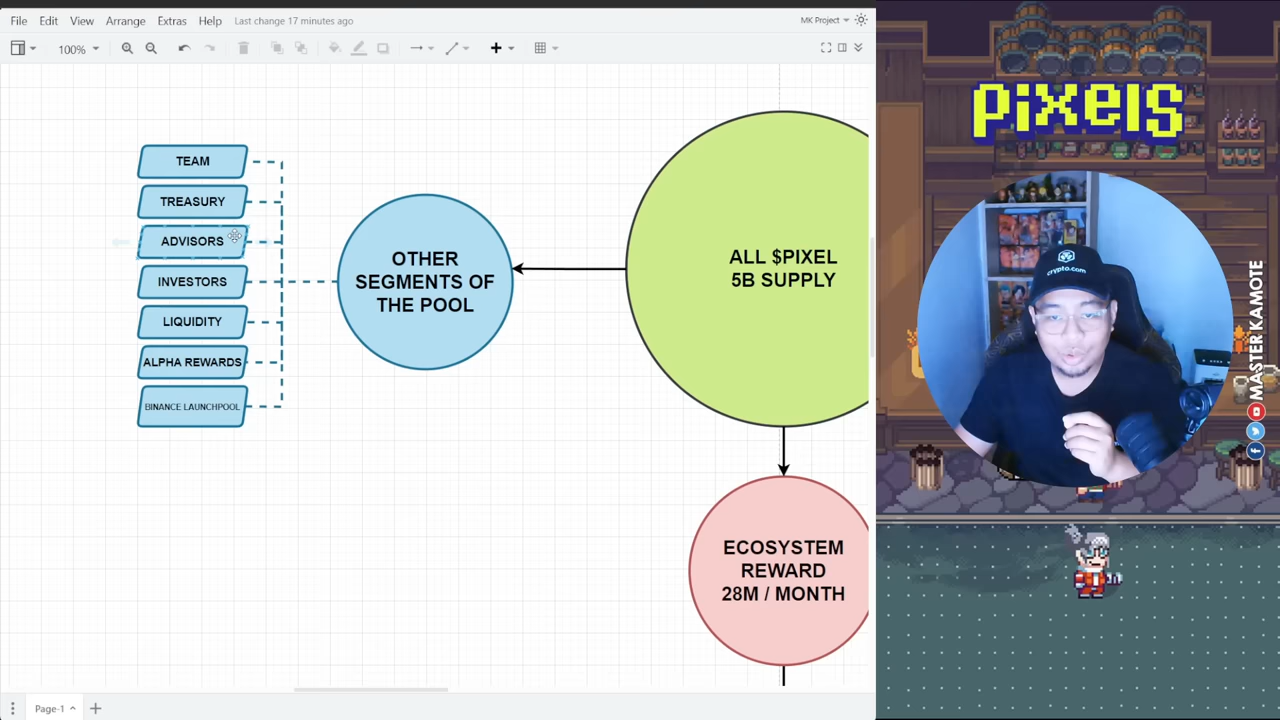 File Edit View Arrange Extras Help Last change 17 minutes ago
MK Project
100%
TEAM
TREASURY
ADVISORS
INVESTORS
LIQUIDITY
ALPHA REWARDS
BINANCE LAUNCHPOOL
OTHER
SEGMENTS OF
THE POOL
ALL $PIXEL
5B SUPPLY
ECOSYSTEM
REWARD
28M / MONTH
Page-1
pixels
crypto.com
MASTER KAMOTE